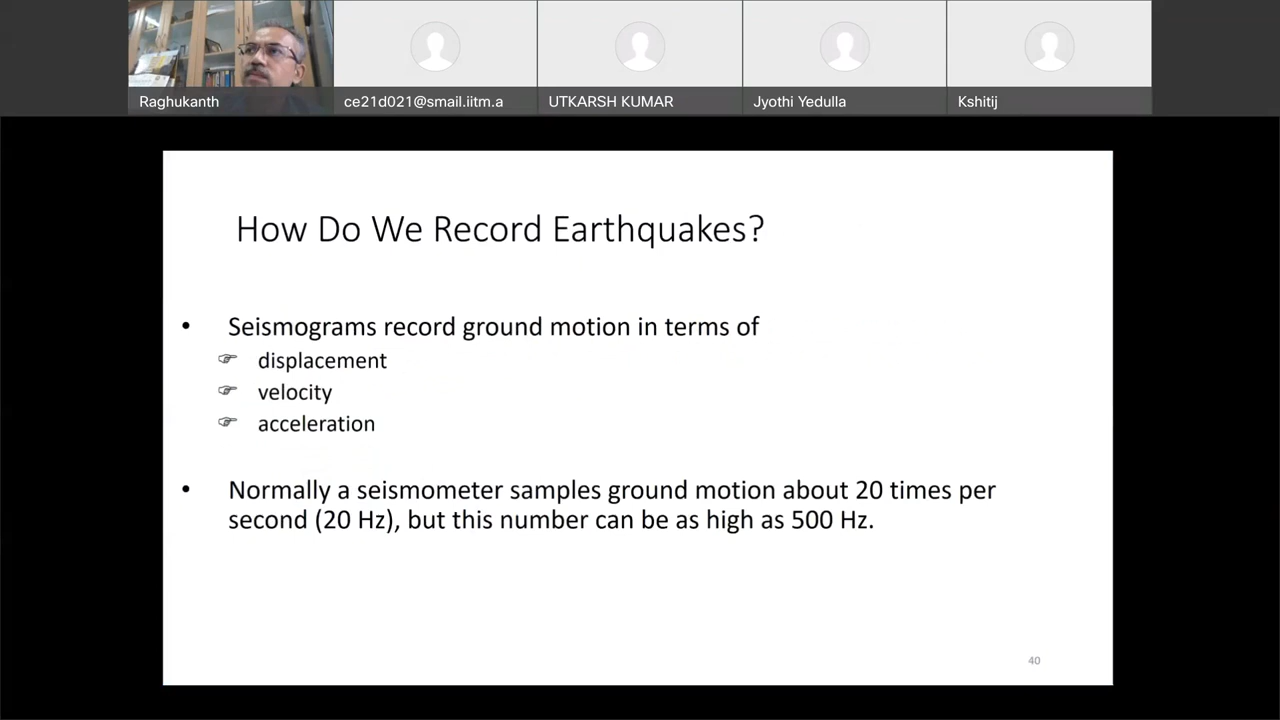 Raghukanth
ce21d021@smail.iitm.a
UTKARSH KUMAR
Jyothi Yedulla
Kshitij
How Do We Record Earthquakes?
• Seismograms record ground motion in terms of
☞ displacement
☞ velocity
☞ acceleration
• Normally a seismometer samples ground motion about 20 times per
second (20 Hz), but this number can be as high as 500 Hz.
40